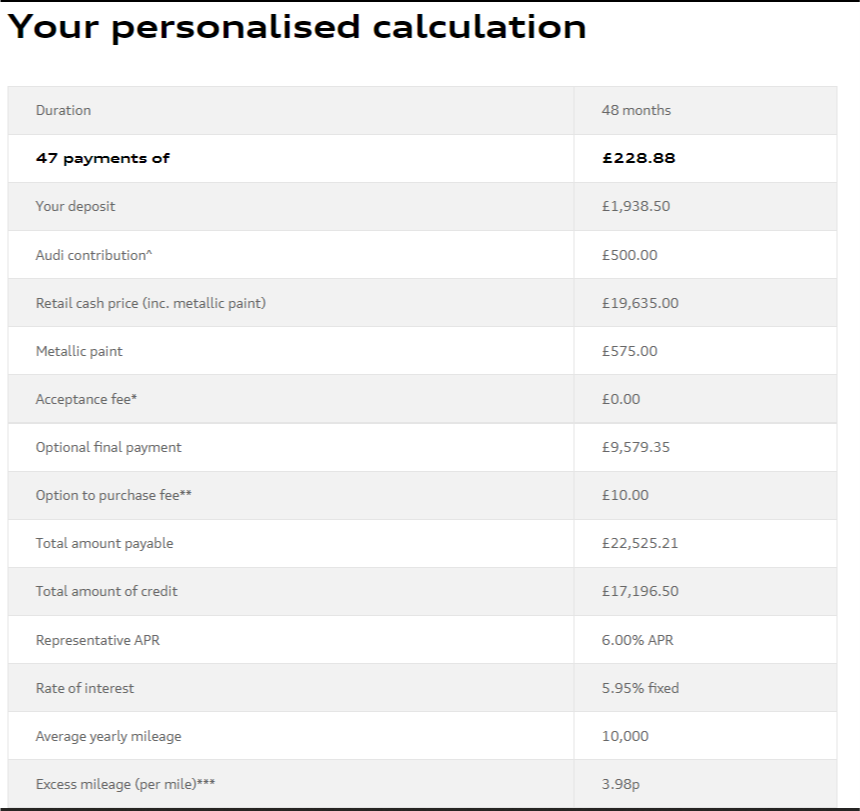 Your personalised calculation
Duration 48 months
47 payments of £228.88
Your deposit £1,938.50
Audi contribution^ £500.00
Retail cash price (inc. metallic paint) £19,635.00
Metallic paint £575.00
Acceptance fee* £0.00
Optional final payment £9,579.35
Option to purchase fee** £10.00
Total amount payable £22,525.21
Total amount of credit £17,196.50
Representative APR 6.00% APR
Rate of interest 5.95% fixed
Average yearly mileage 10,000
Excess mileage (per mile)*** 3.98p